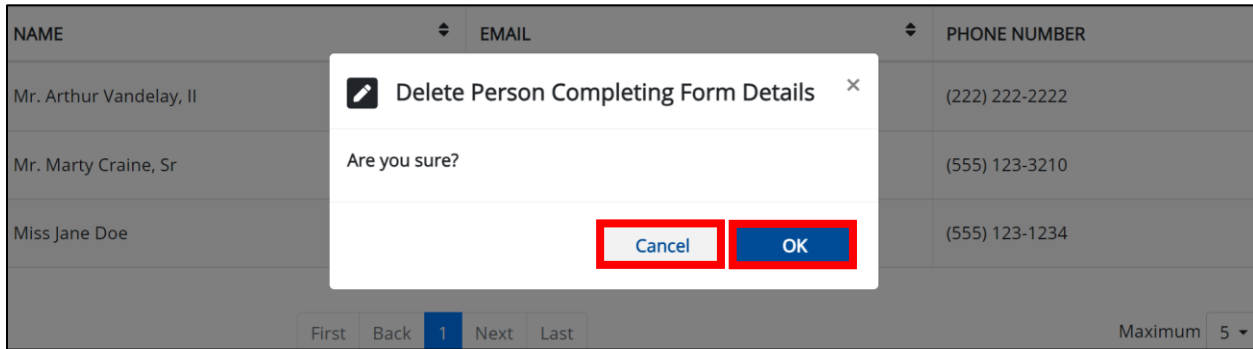 NAME EMAIL PHONE NUMBER
Delete Person Completing Form Details ×
Mr. Arthur Vandelay, II (222) 222-2222
Are you sure?
Mr. Marty Craine, Sr (555) 123-3210
Miss Jane Doe (555) 123-1234
Cancel OK
First Back 1 Next Last Maximum 5